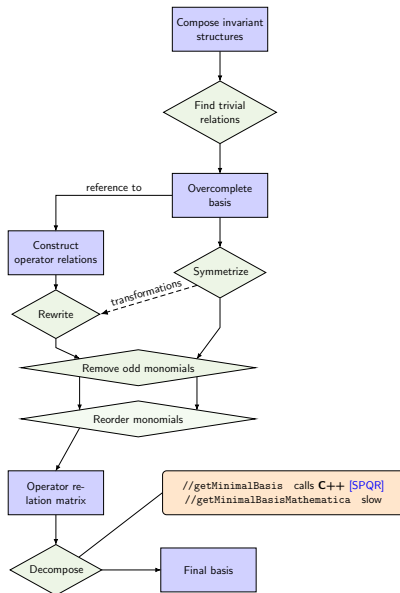 Compose invariant
structures
Find trivial
relations
reference to
Overcomplete
basis
Construct
operator relations
Symmetrize
transformations
Rewrite
Remove odd monomials
Reorder monomials
Operator re-
lation matrix
//getMinimalBasis calls C++ [SPQR]
//getMinimalBasisMathematica slow
Decompose
Final basis